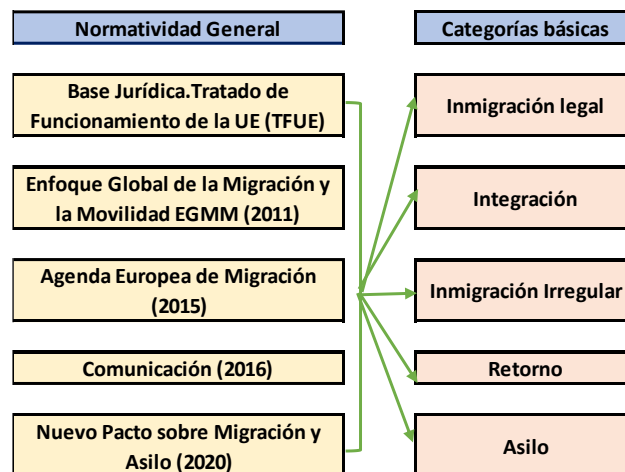 Normatividad General
Categorías básicas
Base Jurídica.Tratado de
Funcionamiento de la UE (TFUE)
Inmigración legal
Enfoque Global de la Migración y
la Movilidad EGMM (2011)
Integración
Agenda Europea de Migración
(2015)
Inmigración Irregular
Comunicación (2016)
Retorno
Nuevo Pacto sobre Migración y
Asilo (2020)
Asilo